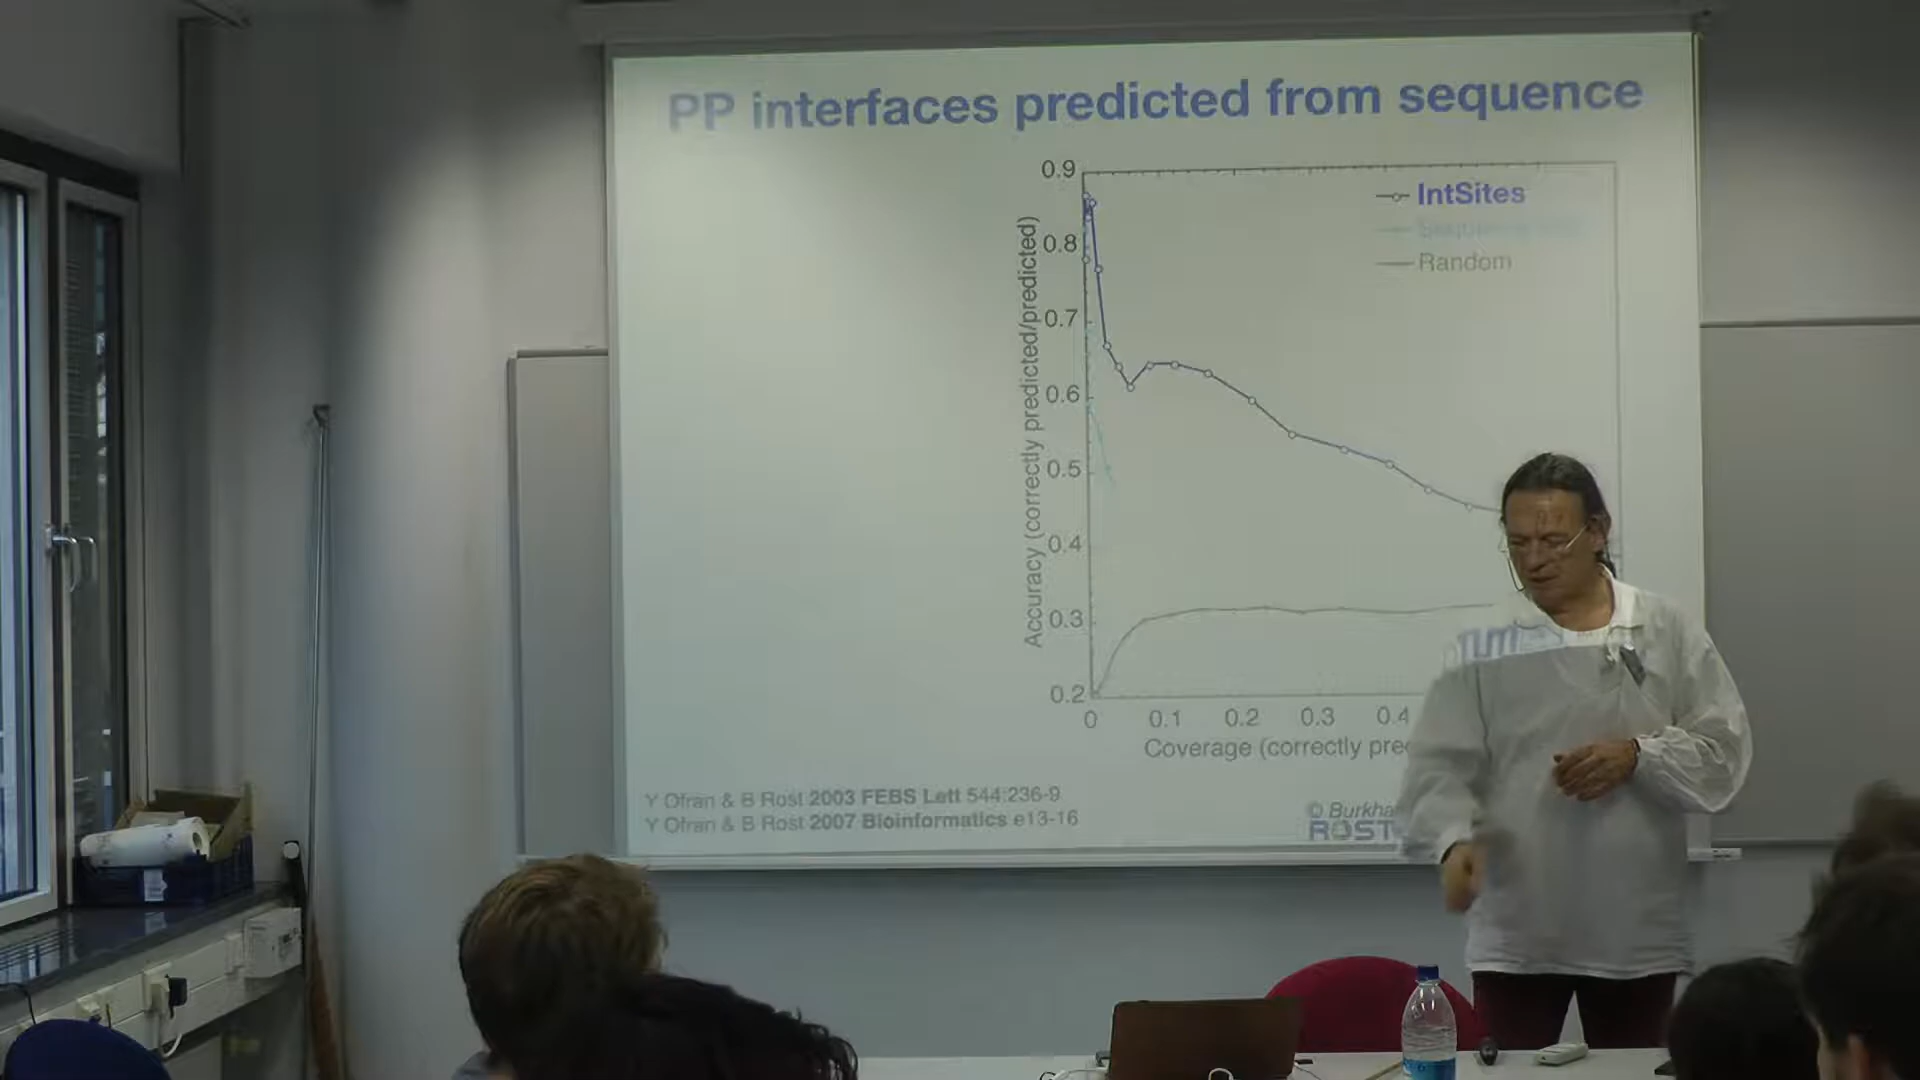 PP interfaces predicted from sequence
IntSites
Random
Accuracy (correctly predicted/predicted)
0.9
0.8
0.7
0.6
0.5
0.4
0.3
0.2
0 0.1 0.2 0.3 0.4
Coverage (correctly pre
Y Ofran & B Rost 2003 FEBS Lett 544:236-9
Y Ofran & B Rost 2007 Bioinformatics e13-16
© Burkha
ROST